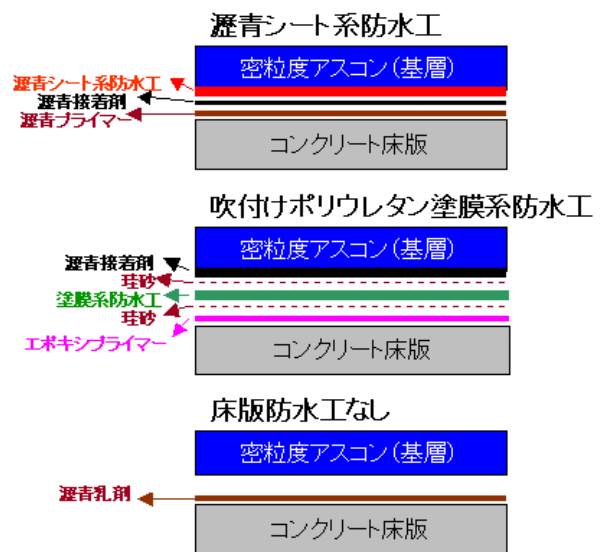 瀝青シート系防水工
密粒度アスコン(基層)
瀝青シート系防水工
瀝青接着剤
瀝青プライマー
コンクリート床版
吹付けポリウレタン塗膜系防水工
密粒度アスコン(基層)
瀝青接着剤
珪砂
塗膜系防水工
珪砂
エポキシプライマー
コンクリート床版
床版防水工なし
密粒度アスコン(基層)
瀝青乳剤
コンクリート床版